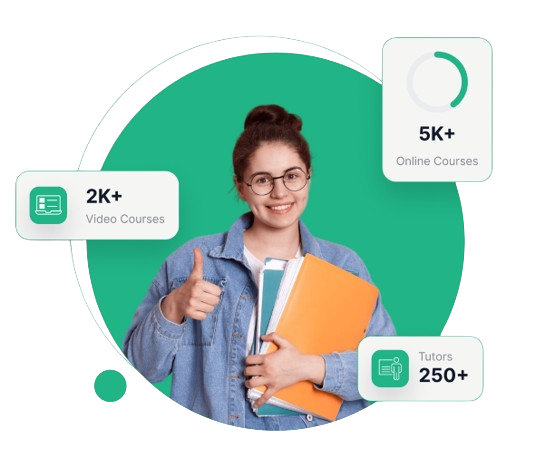 5K+
Online Courses
2K+
Video Courses
Tutors
250+